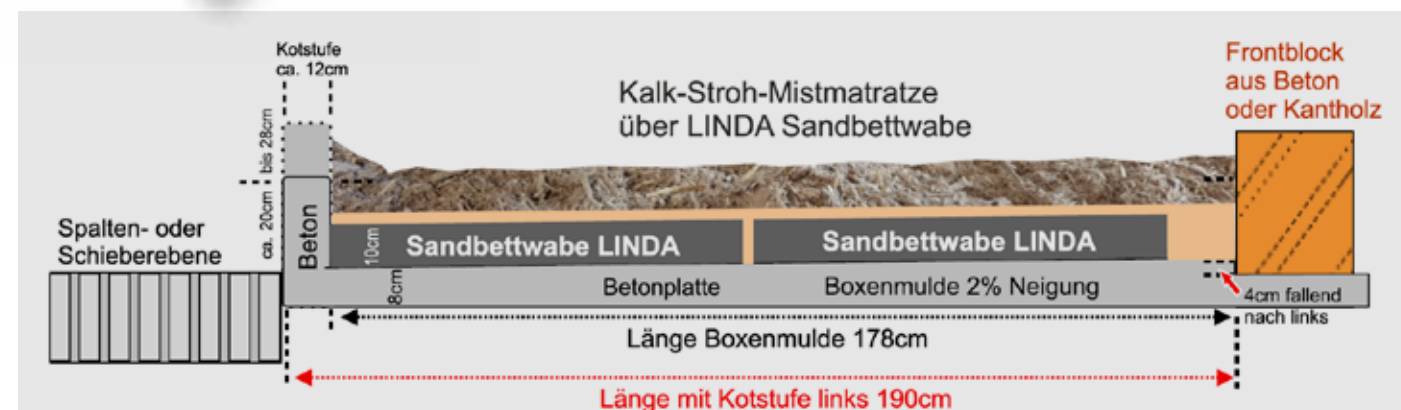 Kotstufe
ca. 12cm
Kalk-Stroh-Mistmatratze
über LINDA Sandbettwabe
Frontblock
aus Beton
oder Kantholz
bis 28cm
ca. 20cm
Spalten- oder
Schieberebene
Beton
10cm
Sandbettwabe LINDA
Sandbettwabe LINDA
8cm
Betonplatte
Boxenmulde 2% Neigung
4cm fallend
nach links
Länge Boxenmulde 178cm
Länge mit Kotstufe links 190cm